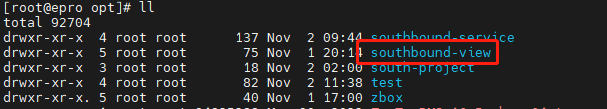 [root@epro opt]# ll
total 92704
drwxr-xr-x  4 root root      137 Nov  2 09:44 southbound-service
drwxr-xr-x  5 root root       75 Nov  1 20:14 southbound-view
drwxr-xr-x  3 root root       18 Nov  2 02:00 south-project
drwxr-xr-x  4 root root       82 Nov  2 11:38 test
drwxr-xr-x. 5 root root       40 Nov  1 17:00 zbox